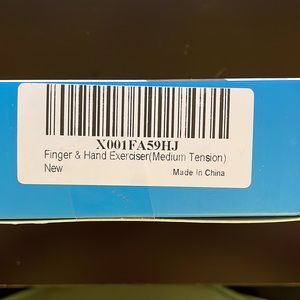 X001FA59HJ
Finger & Hand Exerciser(Medium Tension)
New
Made In China